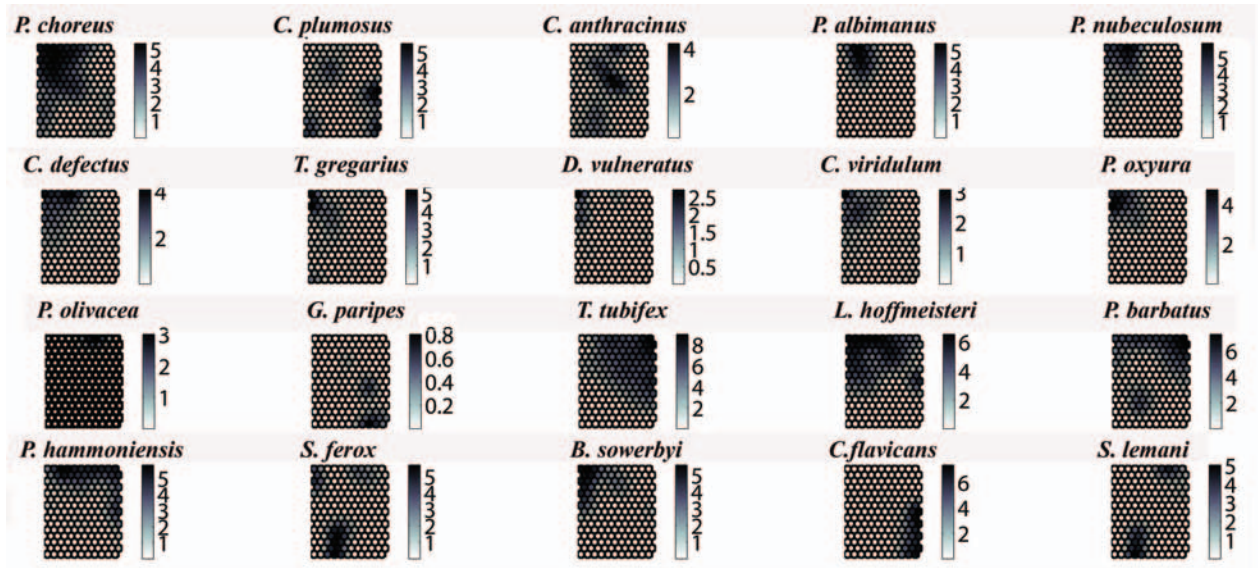 P. choreus C. plumosus C. anthracinus P. albimanus P. nubeculosum
5 4 3 2 1 5 4 3 2 1 4 2 5 4 3 2 1 5 4 3 2 1
C. defectus T. gregarius D. vulneratus C. viridulum P. oxyura
4 2 5 4 3 2 1 2.5 2 1.5 1 0.5 3 2 1 4 2
P. olivacea G. paripes T. tubifex L. hoffmeisteri P. barbatus
3 2 1 0.8 0.6 0.4 0.2 8 6 4 2 6 4 2 6 4 2
P. hammoniensis S. ferox B. sowerbyi C.flavicans S. lemani
5 4 3 2 1 5 4 3 2 1 5 4 3 2 1 6 4 2 5 4 3 2 1